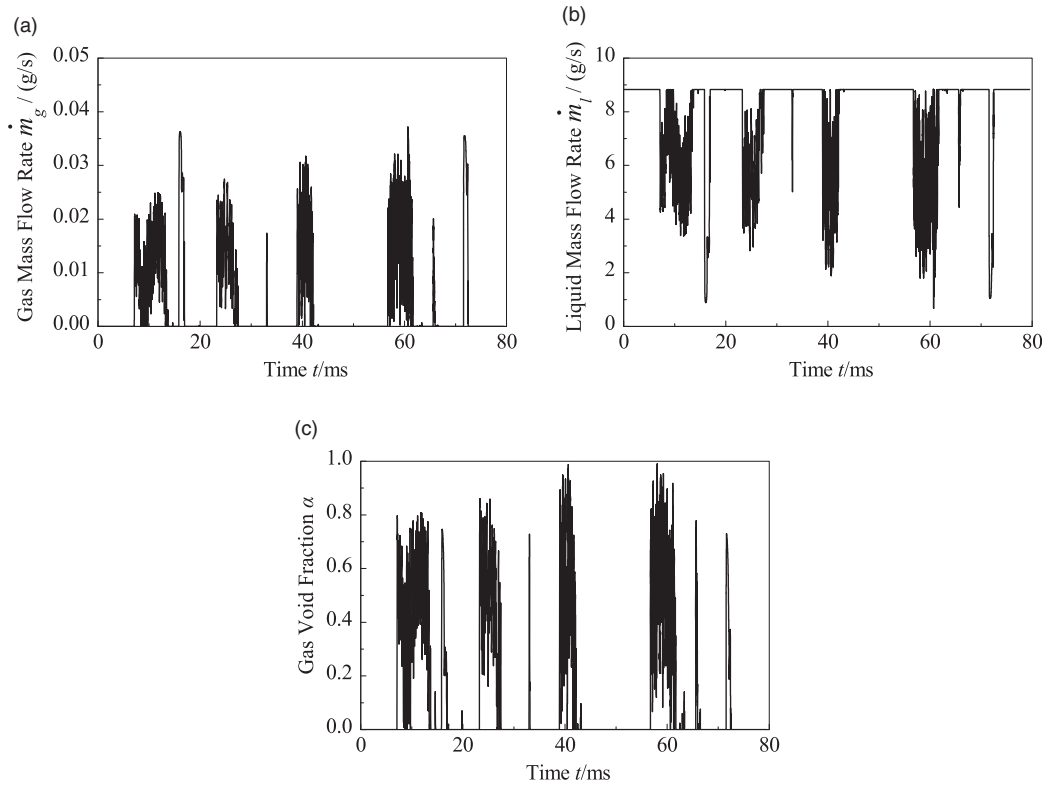 (a)
Gas Mass Flow Rate ṁg / (g/s)
0.05
0.04
0.03
0.02
0.01
0.00
0 20 40 60 80
Time t/ms
(b)
Liquid Mass Flow Rate ṁl / (g/s)
10
8
6
4
2
0
0 20 40 60 80
Time t/ms
(c)
Gas Void Fraction α
1.0
0.8
0.6
0.4
0.2
0.0
0 20 40 60 80
Time t/ms